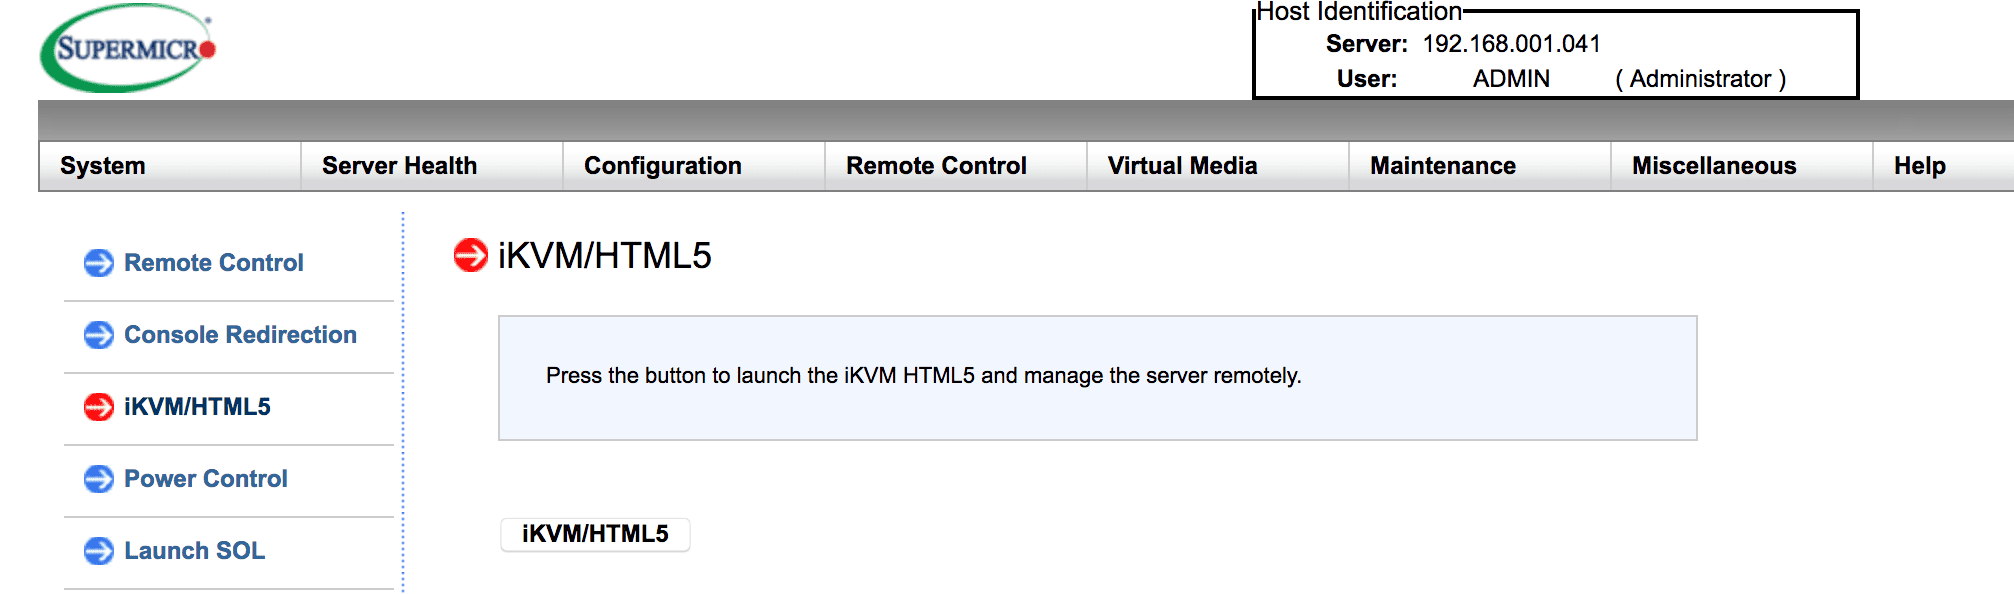 SUPERMICR
Host Identification
Server: 192.168.001.041
User: ADMIN ( Administrator )
System Server Health Configuration Remote Control Virtual Media Maintenance Miscellaneous Help
Remote Control
Console Redirection
iKVM/HTML5
Power Control
Launch SOL
iKVM/HTML5
Press the button to launch the iKVM HTML5 and manage the server remotely.
iKVM/HTML5